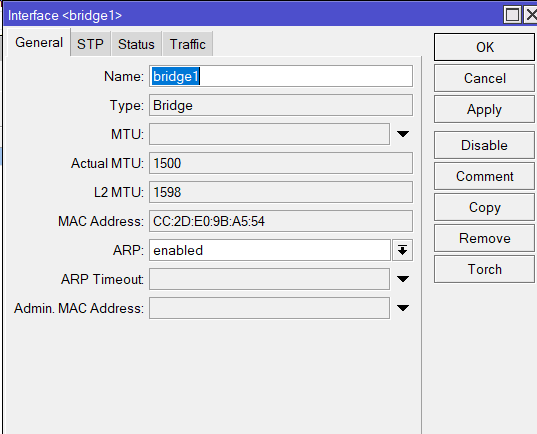 Interface <bridge1>
General STP Status Traffic
OK
Name: bridge1
Cancel
Type: Bridge
Apply
MTU:
Disable
Actual MTU: 1500
Comment
L2 MTU: 1598
Copy
MAC Address: CC:2D:E0:9B:A5:54
Remove
ARP: enabled
Torch
ARP Timeout:
Admin. MAC Address: